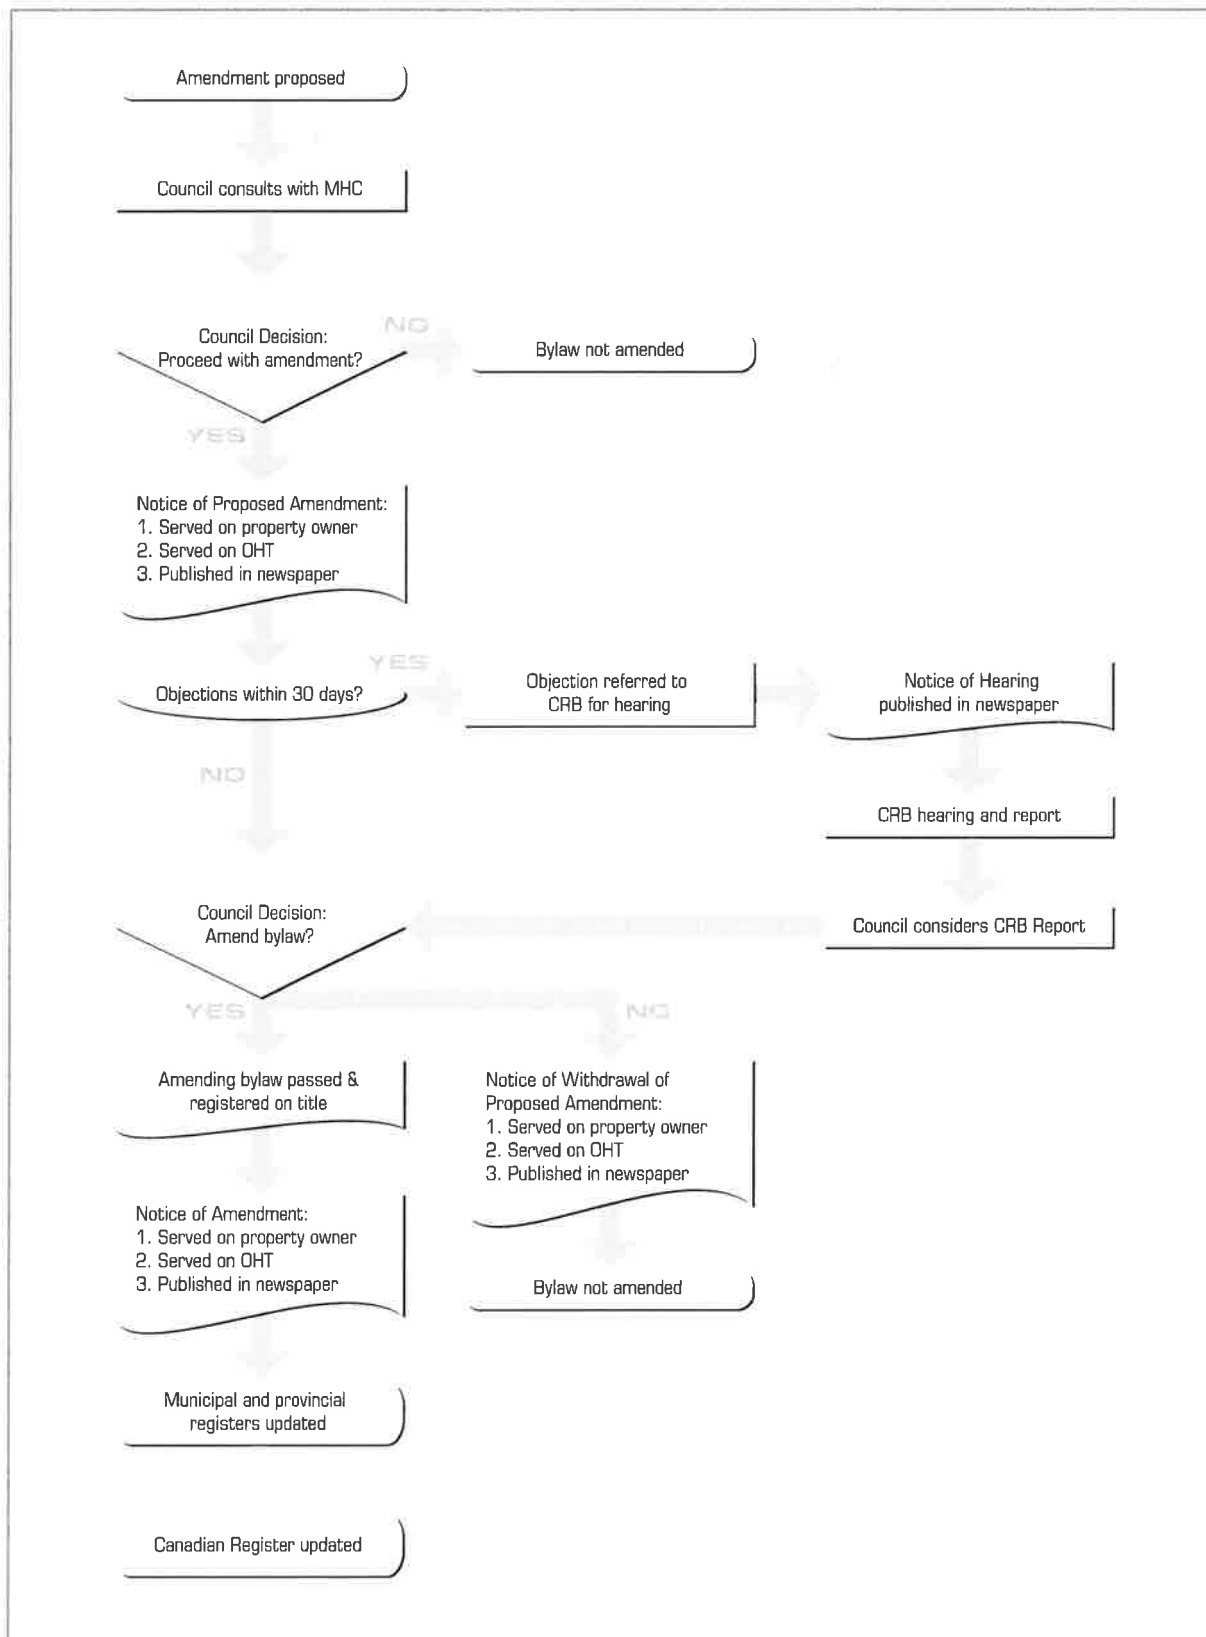 Amendment proposed
Council consults with MHC
Council Decision:
Proceed with amendment?
NO
Bylaw not amended
YES
Notice of Proposed Amendment:
1. Served on property owner
2. Served on OHT
3. Published in newspaper
YES
Objections within 30 days?
Objection referred to
CRB for hearing
Notice of Hearing
published in newspaper
NO
CRB hearing and report
Council Decision:
Amend bylaw?
Council considers CRB Report
YES
NO
Amending bylaw passed &
registered on title
Notice of Withdrawal of
Proposed Amendment:
1. Served on property owner
2. Served on OHT
3. Published in newspaper
Notice of Amendment:
1. Served on property owner
2. Served on OHT
3. Published in newspaper
Bylaw not amended
Municipal and provincial
registers updated
Canadian Register updated